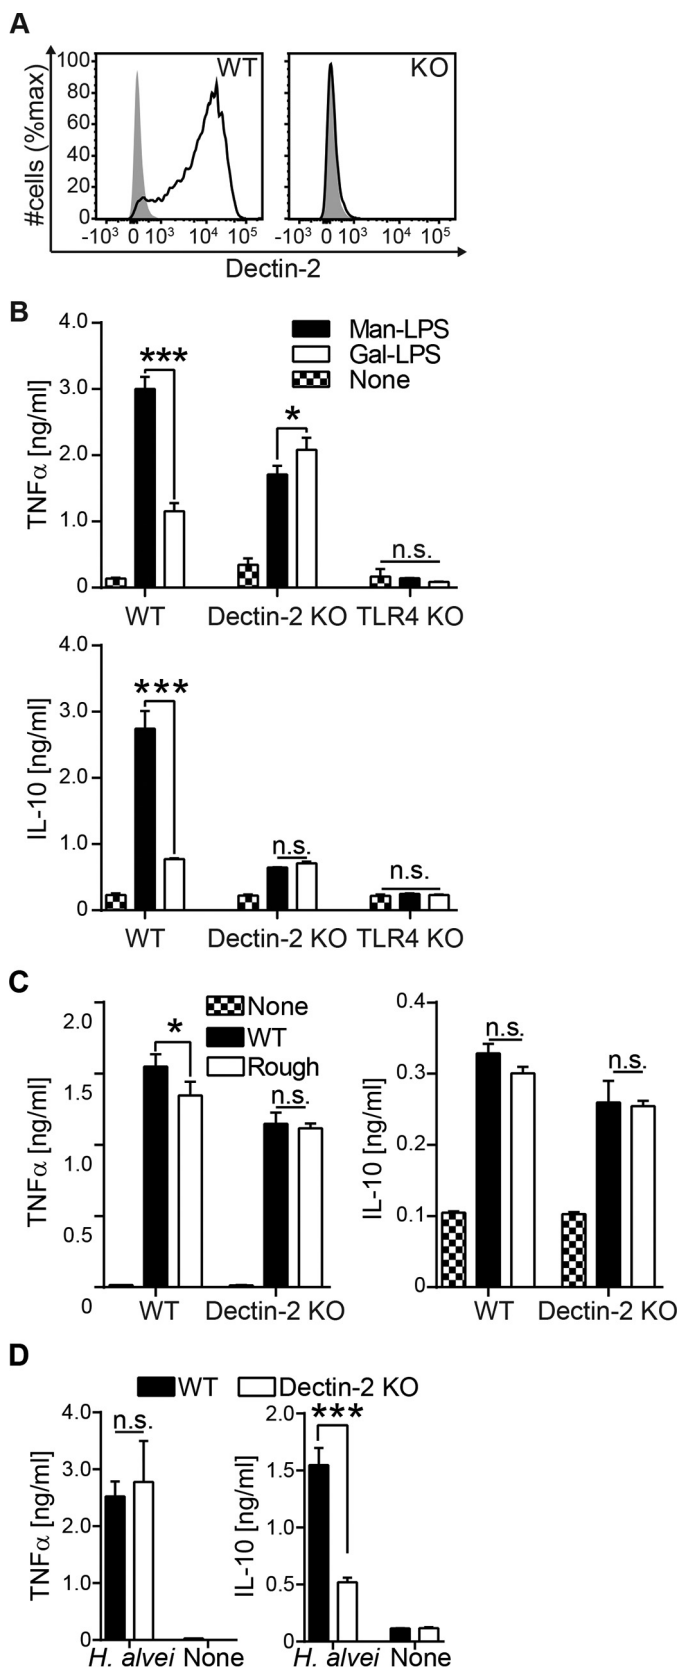 A
#cells (%max)
100
80
60
40
20
0
WT
KO
-10³ 0 10³ 10⁴ 10⁵
-10³ 0 10³ 10⁴ 10⁵
Dectin-2
B
TNFα [ng/ml]
4.0
3.0
2.0
1.0
0
Man-LPS
Gal-LPS
None
***
*
n.s.
WT Dectin-2 KO TLR4 KO
IL-10 [ng/ml]
4.0
3.0
2.0
1.0
0
***
n.s.
n.s.
WT Dectin-2 KO TLR4 KO
C
TNFα [ng/ml]
2.0
1.5
1.0
0.5
0
None
WT
Rough
*
n.s.
WT Dectin-2 KO
IL-10 [ng/ml]
0.4
0.3
0.2
0.1
0
n.s.
n.s.
WT Dectin-2 KO
D
WT Dectin-2 KO
TNFα [ng/ml]
4.0
3.0
2.0
1.0
0
n.s.
H. alvei None
IL-10 [ng/ml]
2.0
1.5
1.0
0.5
0
***
H. alvei None